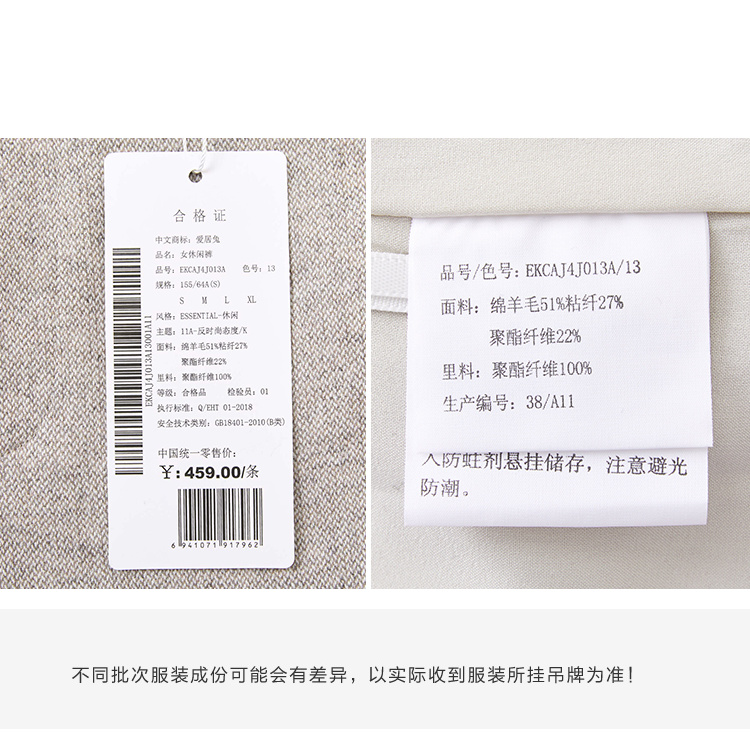 合格证
中文商标：爱居兔
品名：女休闲裤
品号：EKCAJ4J013A 色号：13
规格：155/64A(S)
S M L XL
风格：ESSENTIAL-休闲
主题：11A-反时尚态度/K
面料：绵羊毛51%粘纤27%
聚酯纤维22%
里料：聚酯纤维100%
等级：合格品 检验员：01
执行标准：Q/EHT 01-2018
安全技术类别：GB18401-2010(B类)
中国统一零售价：
￥：459.00/条
6 941071 917962
EKCAJ4J013A13001A11
品号/色号：EKCAJ4J013A/13
面料：绵羊毛51%粘纤27%
聚酯纤维22%
里料：聚酯纤维100%
生产编号：38/A11
入防蛀剂悬挂储存，注意避光
防潮。
不同批次服装成份可能会有差异，以实际收到服装所挂吊牌为准！